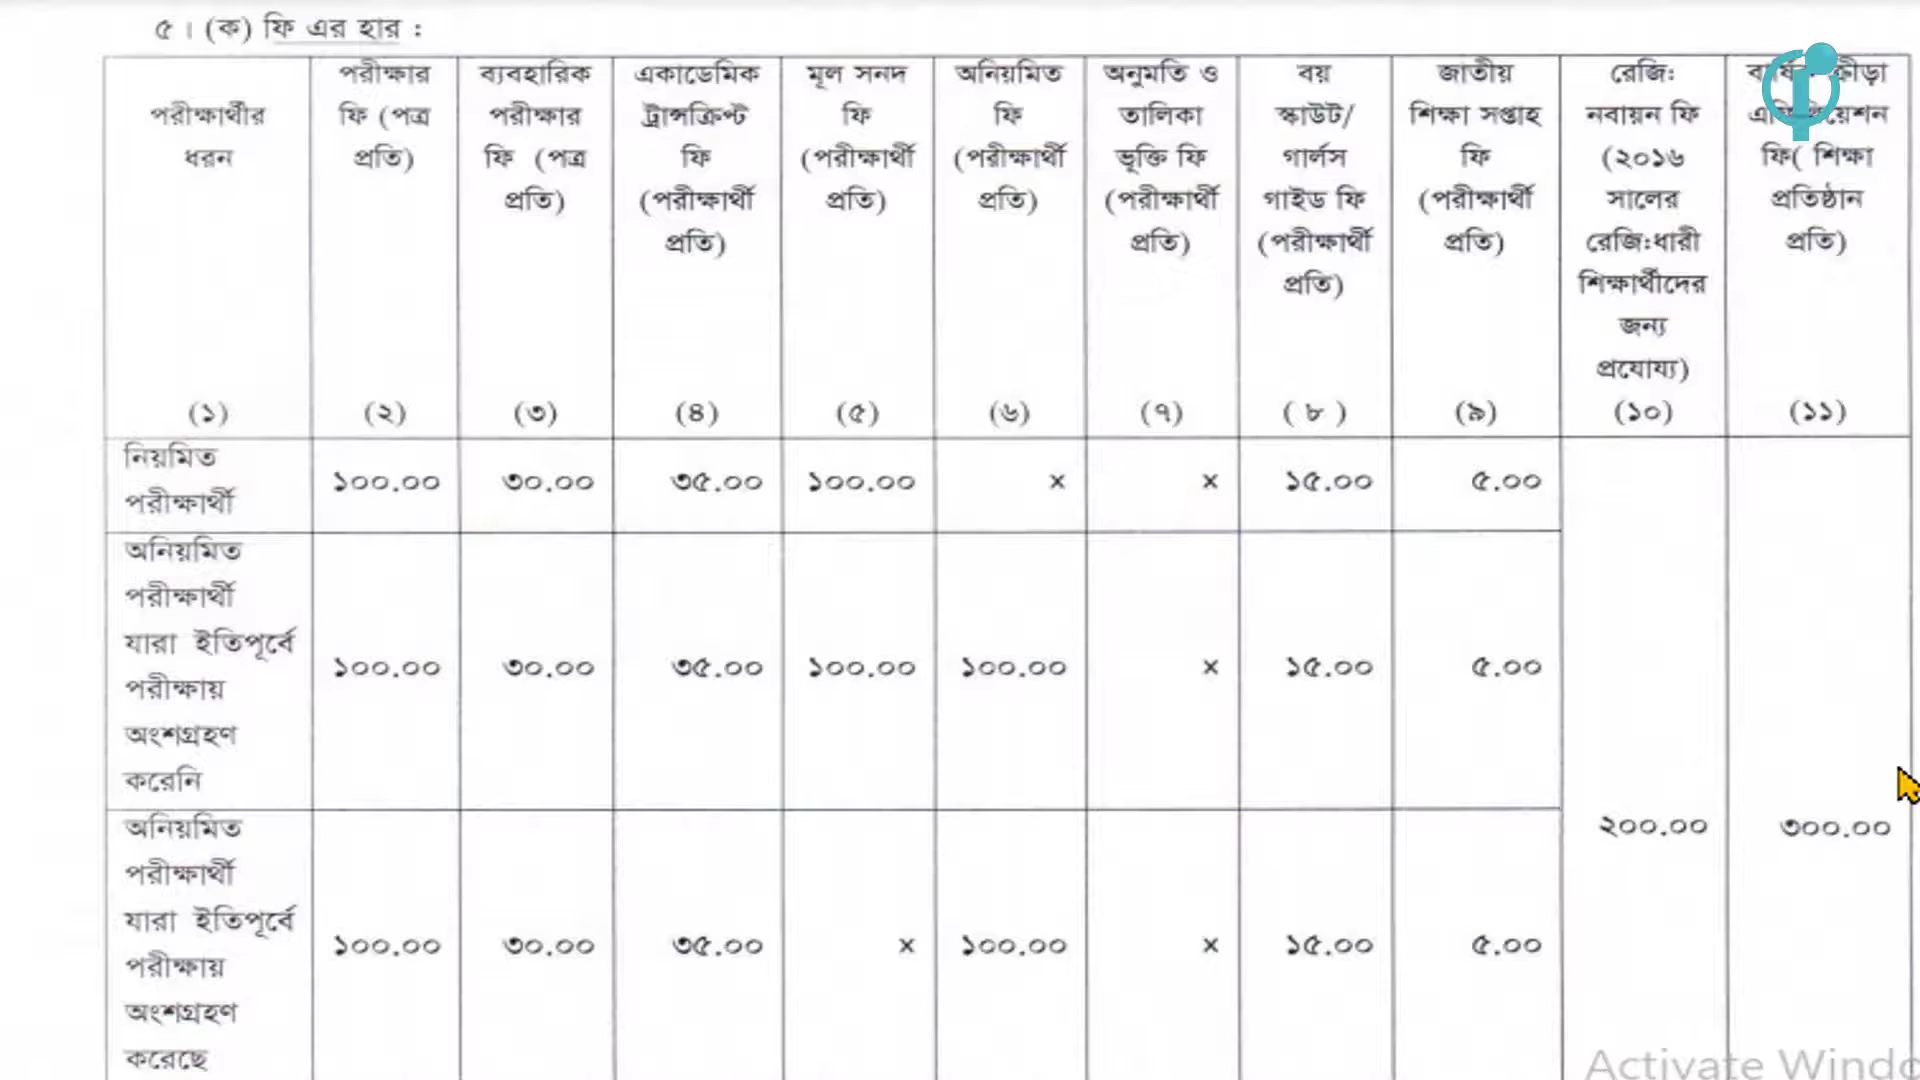 ৫। (ক) ফি এর হার :
পরীক্ষার্থীর
ধরন
(১)
পরীক্ষার
ফি (পত্র
প্রতি)
(২)
ব্যবহারিক
পরীক্ষার
ফি (পত্র
প্রতি)
(৩)
একাডেমিক
ট্রান্সক্রিপ্ট
ফি
(পরীক্ষার্থী
প্রতি)
(৪)
মূল সনদ
ফি
(পরীক্ষার্থী
প্রতি)
(৫)
অনিয়মিত
ফি
(পরীক্ষার্থী
প্রতি)
(৬)
অনুমতি ও
তালিকা
ভূক্তি ফি
(পরীক্ষার্থী
প্রতি)
(৭)
বয়
স্কাউট/
গার্লস
গাইড ফি
(পরীক্ষার্থী
প্রতি)
(৮)
জাতীয়
শিক্ষা সপ্তাহ
ফি
(পরীক্ষার্থী
প্রতি)
(৯)
রেজিঃ
নবায়ন ফি
(২০১৬
সালের
রেজিঃধারী
শিক্ষার্থীদের
জন্য
প্রযোয্য)
(১০)
ফি( শিক্ষা
প্রতিষ্ঠান
প্রতি)
(১১)
নিয়মিত
পরীক্ষার্থী
১০০.০০ ৩০.০০ ৩৫.০০ ১০০.০০ x x ১৫.০০ ৫.০০
অনিয়মিত
পরীক্ষার্থী
যারা ইতিপূর্বে
পরীক্ষায়
অংশগ্রহণ
করেনি
১০০.০০ ৩০.০০ ৩৫.০০ ১০০.০০ ১০০.০০ x ১৫.০০ ৫.০০
২০০.০০ ৩০০.০০
অনিয়মিত
পরীক্ষার্থী
যারা ইতিপূর্বে
পরীক্ষায়
অংশগ্রহণ
করেছে
১০০.০০ ৩০.০০ ৩৫.০০ x ১০০.০০ x ১৫.০০ ৫.০০
Activate